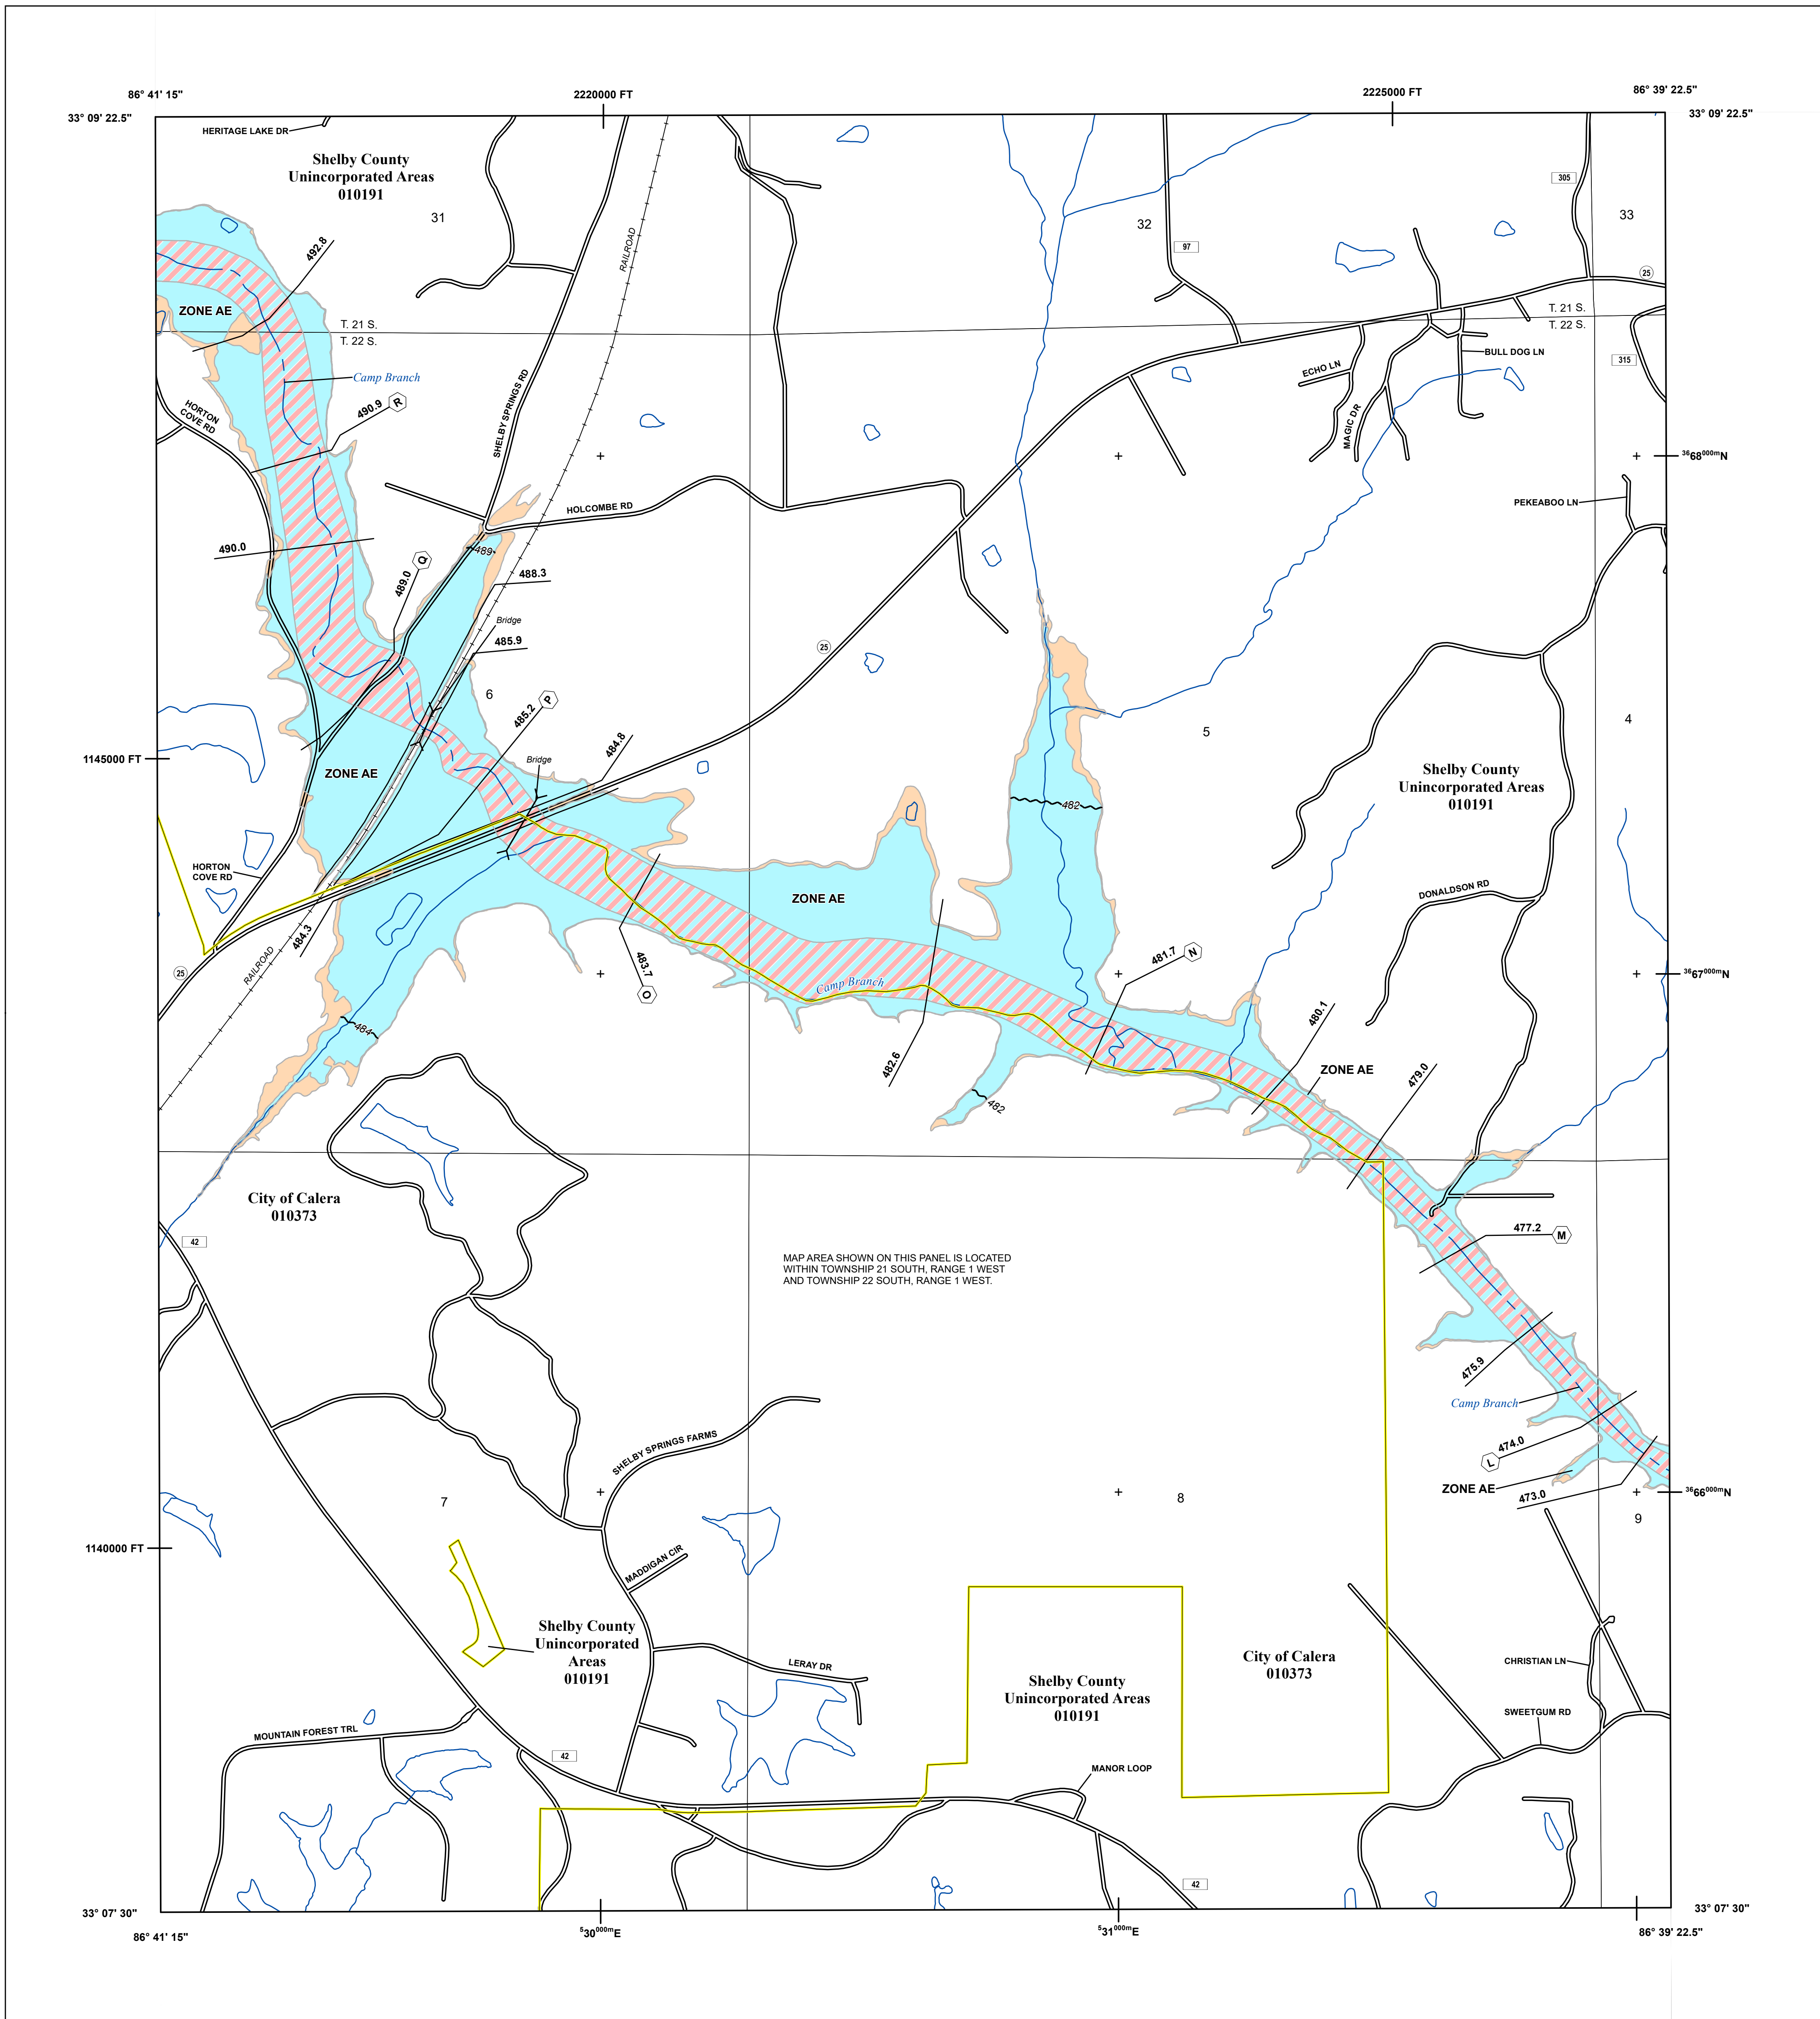 86° 41' 15"
2220000 FT
2225000 FT
86° 39' 22.5"
33° 09' 22.5"
33° 09' 22.5"
HERITAGE LAKE DR
Shelby County
Unincorporated Areas
010191
31
32
33
305
97
25
RAILROAD
492.8
ZONE AE
T. 21 S.
T. 22 S.
T. 21 S.
T. 22 S.
Camp Branch
490.9
R
HORTON
COVE RD
SHELBY SPRINGS RD
ECHO LN
MAGIC DR
BULL DOG LN
315
3668000mN
PEKEABOO LN
HOLCOMBE RD
490.0
489
489.0
Q
488.3
Bridge
485.9
25
6
485.2
P
484.8
5
4
1145000 FT
ZONE AE
Bridge
482
Shelby County
Unincorporated Areas
010191
HORTON
COVE RD
DONALDSON RD
ZONE AE
484.3
RAILROAD
25
483.7
O
481.7
N
3667000mN
Camp Branch
484
482.6
480.1
ZONE AE
479.0
482
City of Calera
010373
42
477.2
M
MAP AREA SHOWN ON THIS PANEL IS LOCATED
WITHIN TOWNSHIP 21 SOUTH, RANGE 1 WEST
AND TOWNSHIP 22 SOUTH, RANGE 1 WEST.
475.9
Camp Branch
SHELBY SPRINGS FARMS
474.0
L
ZONE AE
473.0
3666000mN
7
8
9
1140000 FT
MADDIGAN CIR
Shelby County
Unincorporated
Areas
010191
LERAY DR
Shelby County
Unincorporated Areas
010191
City of Calera
010373
CHRISTIAN LN
SWEETGUM RD
MOUNTAIN FOREST TRL
42
MANOR LOOP
42
33° 07' 30"
33° 07' 30"
86° 41' 15"
530000mE
531000mE
86° 39' 22.5"